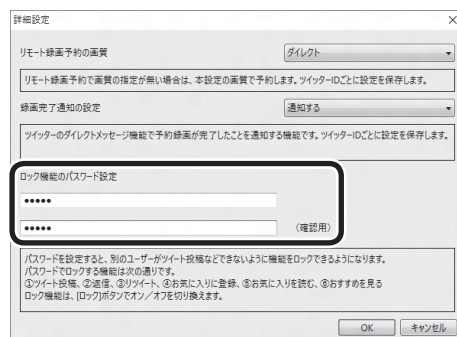 詳細設定
リモート録画予約の画質
ダイレクト
リモート録画予約で画質の指定が無い場合は、本設定の画質で予約します。ツイッターIDごとに設定を保存します。
録画完了通知の設定
通知する
ツイッターのダイレクトメッセージ機能で予約録画が完了したことを通知する機能です。ツイッターIDごとに設定を保存します。
ロック機能のパスワード設定
●●●●●
●●●●● (確認用)
パスワードを設定すると、別のユーザーがツイート投稿などできないように機能をロックできるようになります。
パスワードでロックする機能は次の通りです。
①ツイート投稿、②返信、③リツイート、④お気に入りに登録、⑤お気に入りを読む、⑥おすすめを見る
ロック機能は、[ロック]ボタンでオン／オフを切り換えます。
OK キャンセル